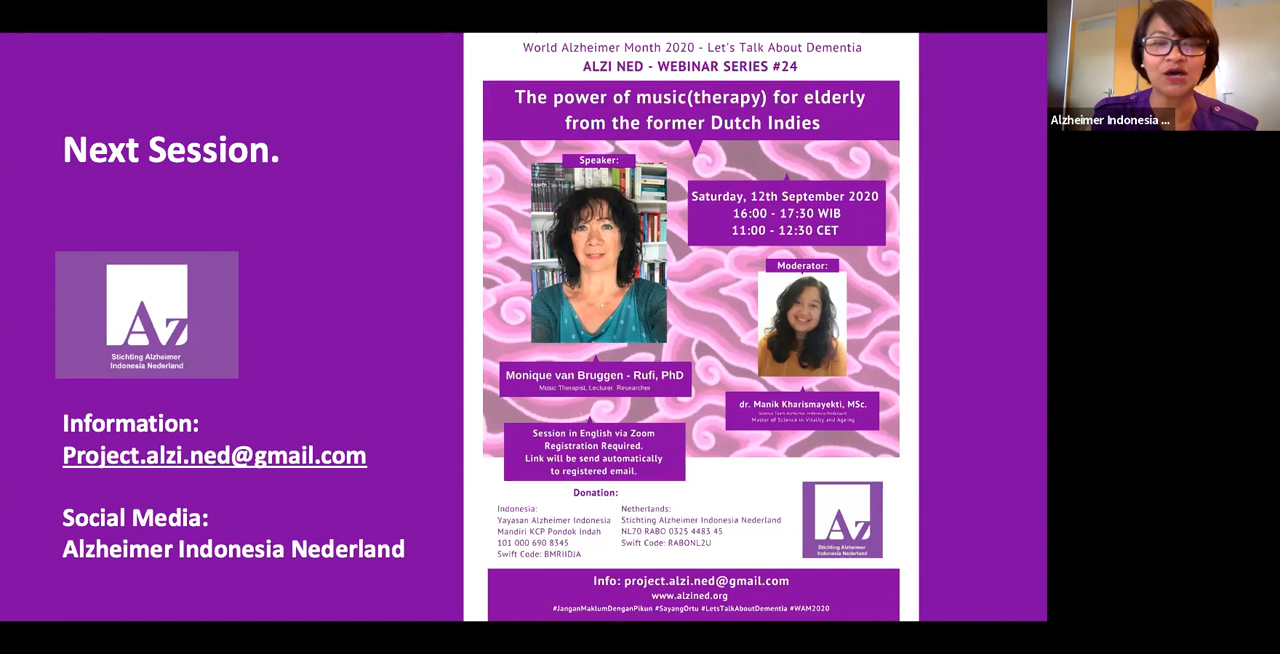 Next Session.
Az
Stichting Alzheimer
Indonesia Nederland
Information:
Project.alzi.ned@gmail.com
Social Media:
Alzheimer Indonesia Nederland
World Alzheimer Month 2020 - Let's Talk About Dementia
ALZI NED - WEBINAR SERIES #24
The power of music(therapy) for elderly
from the former Dutch Indies
Speaker:
Saturday, 12th September 2020
16:00 - 17:30 WIB
11:00 - 12:30 CET
Moderator:
Monique van Bruggen - Rufi, PhD
Music Therapist, Lecturer Researcher
dr. Manik Kharismayekti, MSc.
Master of Science in Vitality and Ageing
Session in English via Zoom
Registration Required.
Link will be send automatically
to registered email.
Donation:
Indonesia:
Yayasan Alzheimer Indonesia
Mandiri KCP Pondok Indah
101 000 690 8345
Swift Code: BMRIIDJA
Netherlands:
Stichting Alzheimer Indonesia Nederland
NL70 RABO 0325 4483 45
Swift Code: RABONL2U
Az
Stichting Alzheimer
Indonesia Nederland
Info: project.alzi.ned@gmail.com
www.alzined.org
#JanganMaklumDenganPikun #SayangOrtu #LetsTalkAboutDementia #WAM2020
Alzheimer Indonesia ...